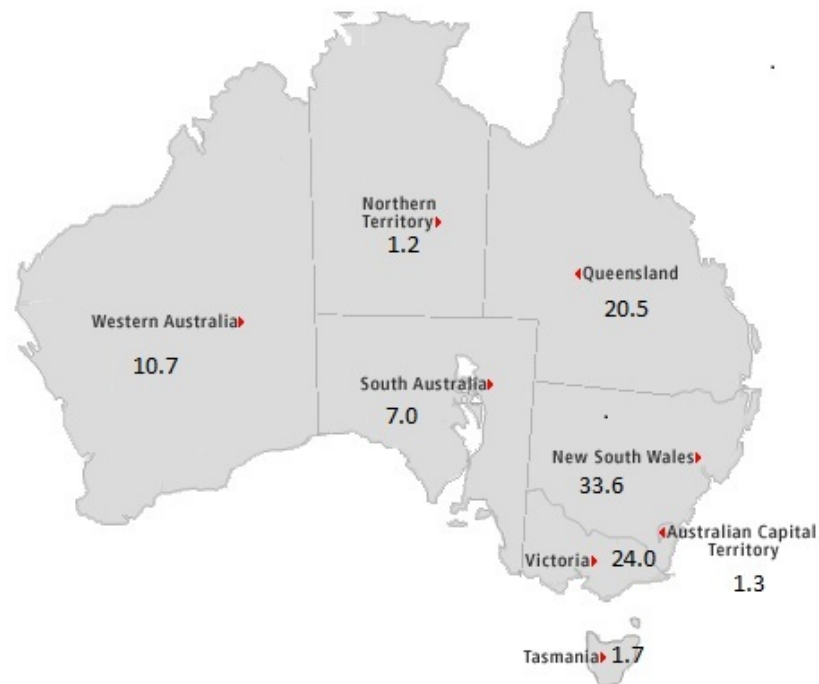 Northern
Territory
1.2
Queensland
20.5
Western Australia
10.7
South Australia
7.0
New South Wales
33.6
Australian Capital
Territory
1.3
Victoria 24.0
Tasmania 1.7